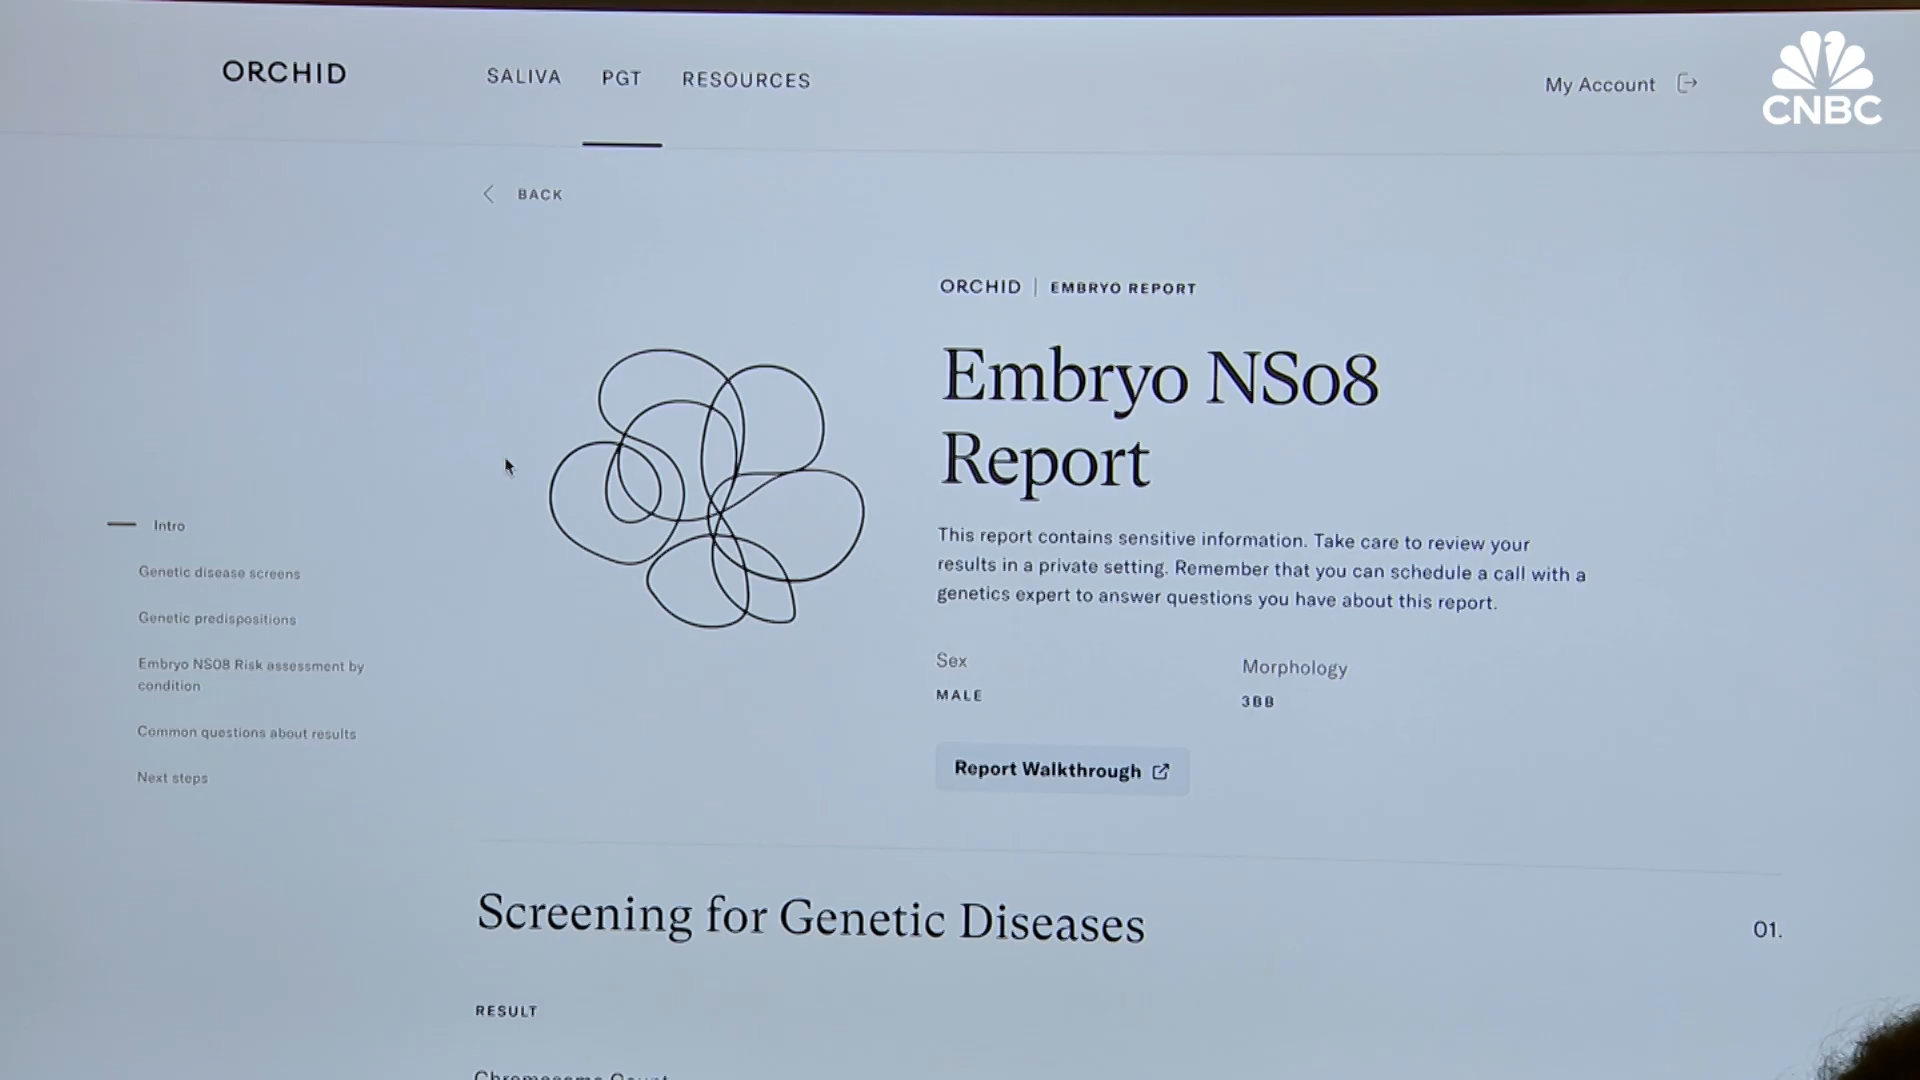 ORCHID
SALIVA
PGT
RESOURCES
My Account
CNBC
BACK
ORCHID | EMBRYO REPORT
Embryo NS08
Report
This report contains sensitive information. Take care to review your
results in a private setting. Remember that you can schedule a call with a
genetics expert to answer questions you have about this report.
Sex
MALE
Morphology
3BB
Report Walkthrough
Intro
Genetic disease screens
Genetic predispositions
Embryo NS08 Risk assessment by
condition
Common questions about results
Next steps
Screening for Genetic Diseases
01.
RESULT
Chromosome Count